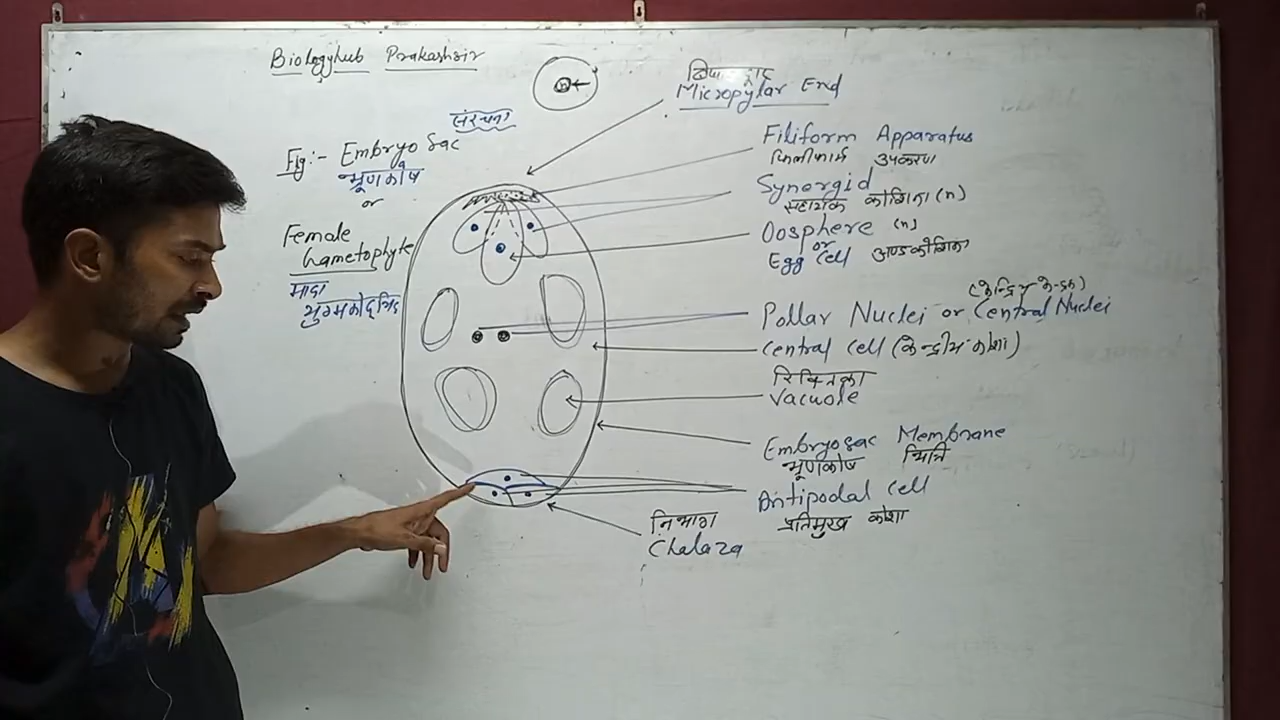 Biologyhub Prakashsir
n
संरचना
Fig:- Embryo Sac
भ्रूणकोष
or
Female
Gametophyte
मादा
युग्मकोद्भिद
Micropylar End
Filiform Apparatus
फिलीफार्म उपकरण
Synergid
सहायक कोशिका (n)
Oosphere (n)
or
Egg Cell अण्डकोशिका
Pollar Nuclei or Central Nuclei
Central Cell (केन्द्रीय कोशा)
रिक्तिका
Vacuole
Embryosac Membrane
भ्रूणकोष भित्ति
Antipodal Cell
प्रतिमुख कोशा
निभाग
Chalaza